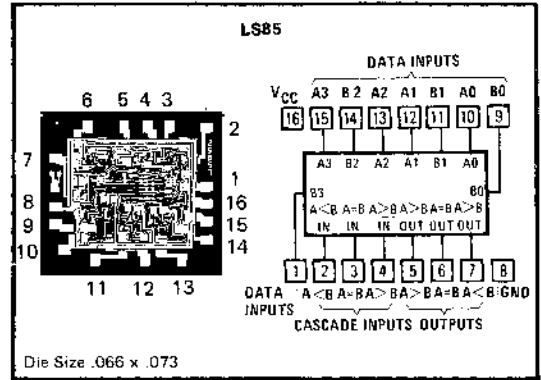 LS85
DATA INPUTS
VCC A3 B2 A2 A1 B1 A0 B0
16 15 14 13 12 11 10 9
A3 B2 A2 A1 B1 A0
B3 B0
A<B A=B A>B A>B A=B A>B
IN IN IN OUT OUT OUT
1 2 3 4 5 6 7 8
DATA INPUTS A<B A=B A>B A>B A=B A<B GND
CASCADE INPUTS OUTPUTS
6 5 4 3
2
7
1
8 16
9 15
10 14
11 12 13
Die Size .066 x .073